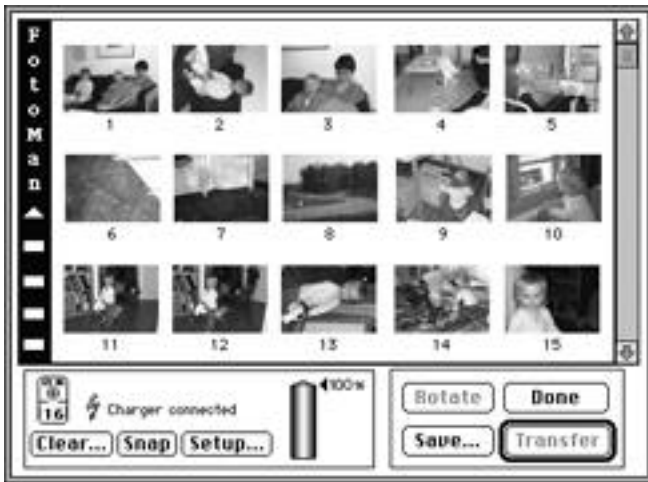 FotoMan
1 2 3 4 5
6 7 8 9 10
11 12 13 14 15
100%
16 Charger connected
Clear... Snap Setup...
Rotate Done
Save... Transfer